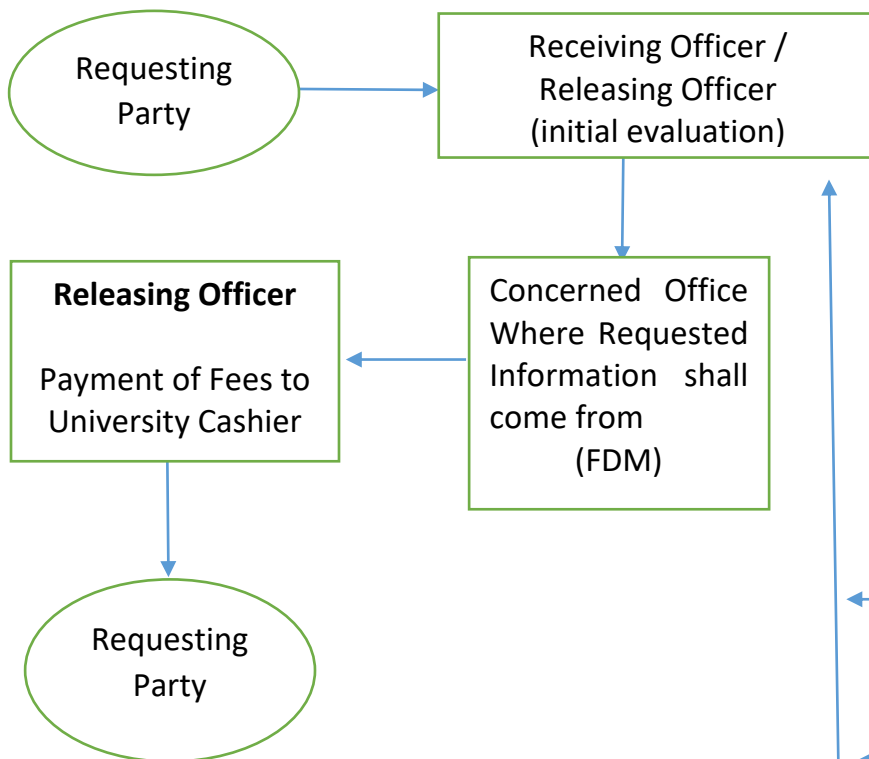 Requesting
Party
Receiving Officer /
Releasing Officer
(initial evaluation)
Releasing Officer
Payment of Fees to
University Cashier
Concerned Office
Where Requested
Information shall
come from
(FDM)
Requesting
Party